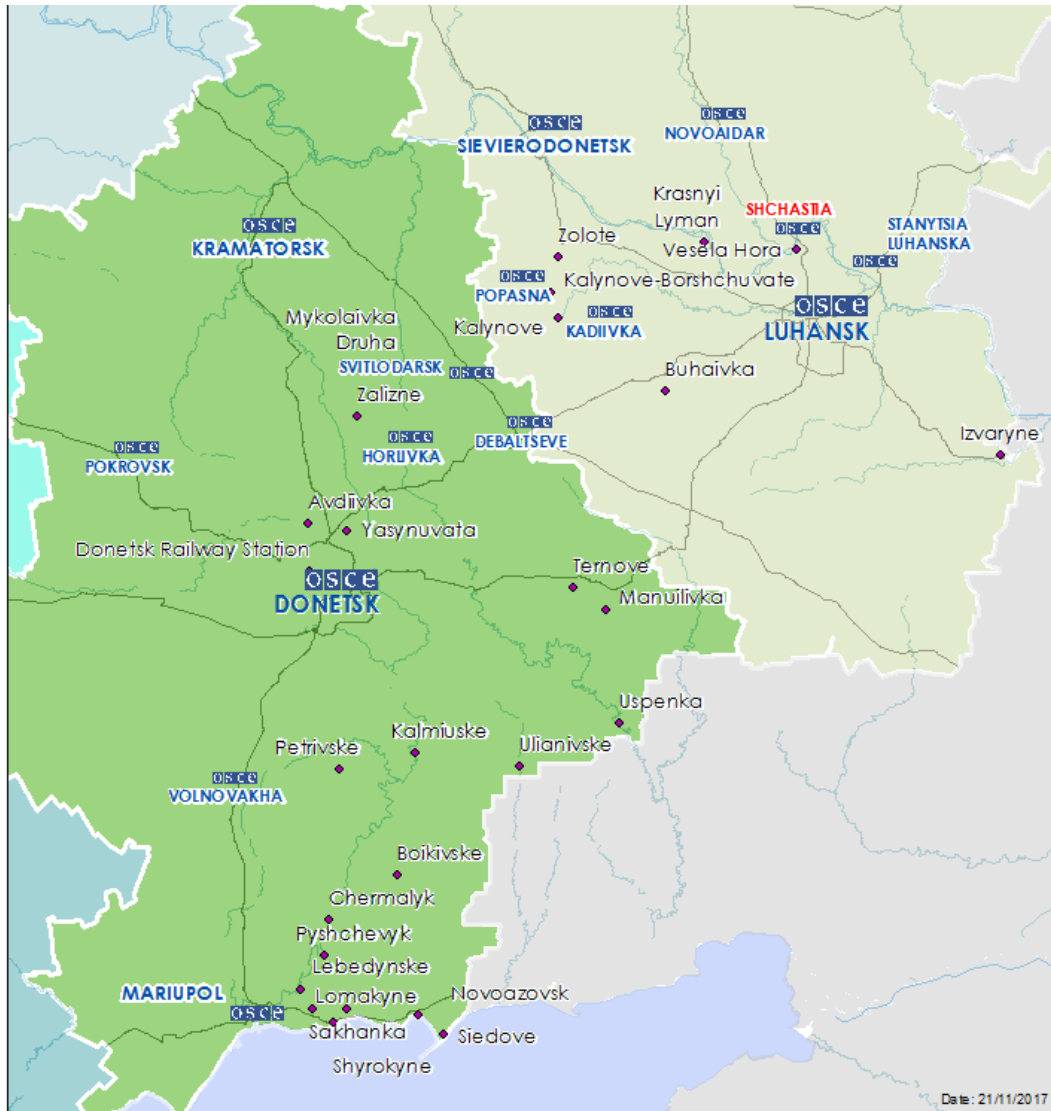 osce
SIEVIERODONETSK
osce
NOVOAIDAR
Krasnyi
Lyman
SHCHASTIA
osce
STANYTSIA
LUHANSKA
osce
osce
KRAMATORSK
Zolote
Vesela Hora
osce
POPASNA
Kalynove-Borshchuvate
osce
LUHANSK
Kalynove
osce
KADIIVKA
Mykolaivka
Druha
SVITLODARSK
osce
Buhaivka
Zalizne
osce
HORLIVKA
osce
DEBALTSEVE
Izvaryne
osce
POKROVSK
Avdiivka
Yasynuvata
Donetsk Railway Station
osce
DONETSK
Ternove
Manuilivka
Uspenka
Kalmiuske
Petrivske
Ulianivske
osce
VOLNOVAKHA
Boikivske
Chermalyk
Pyshchevyk
Lebedynske
MARIUPOL
osce
Lomakyne
Novoazovsk
Sakhanka
Siedove
Shyrokyne
Date: 21/11/2017